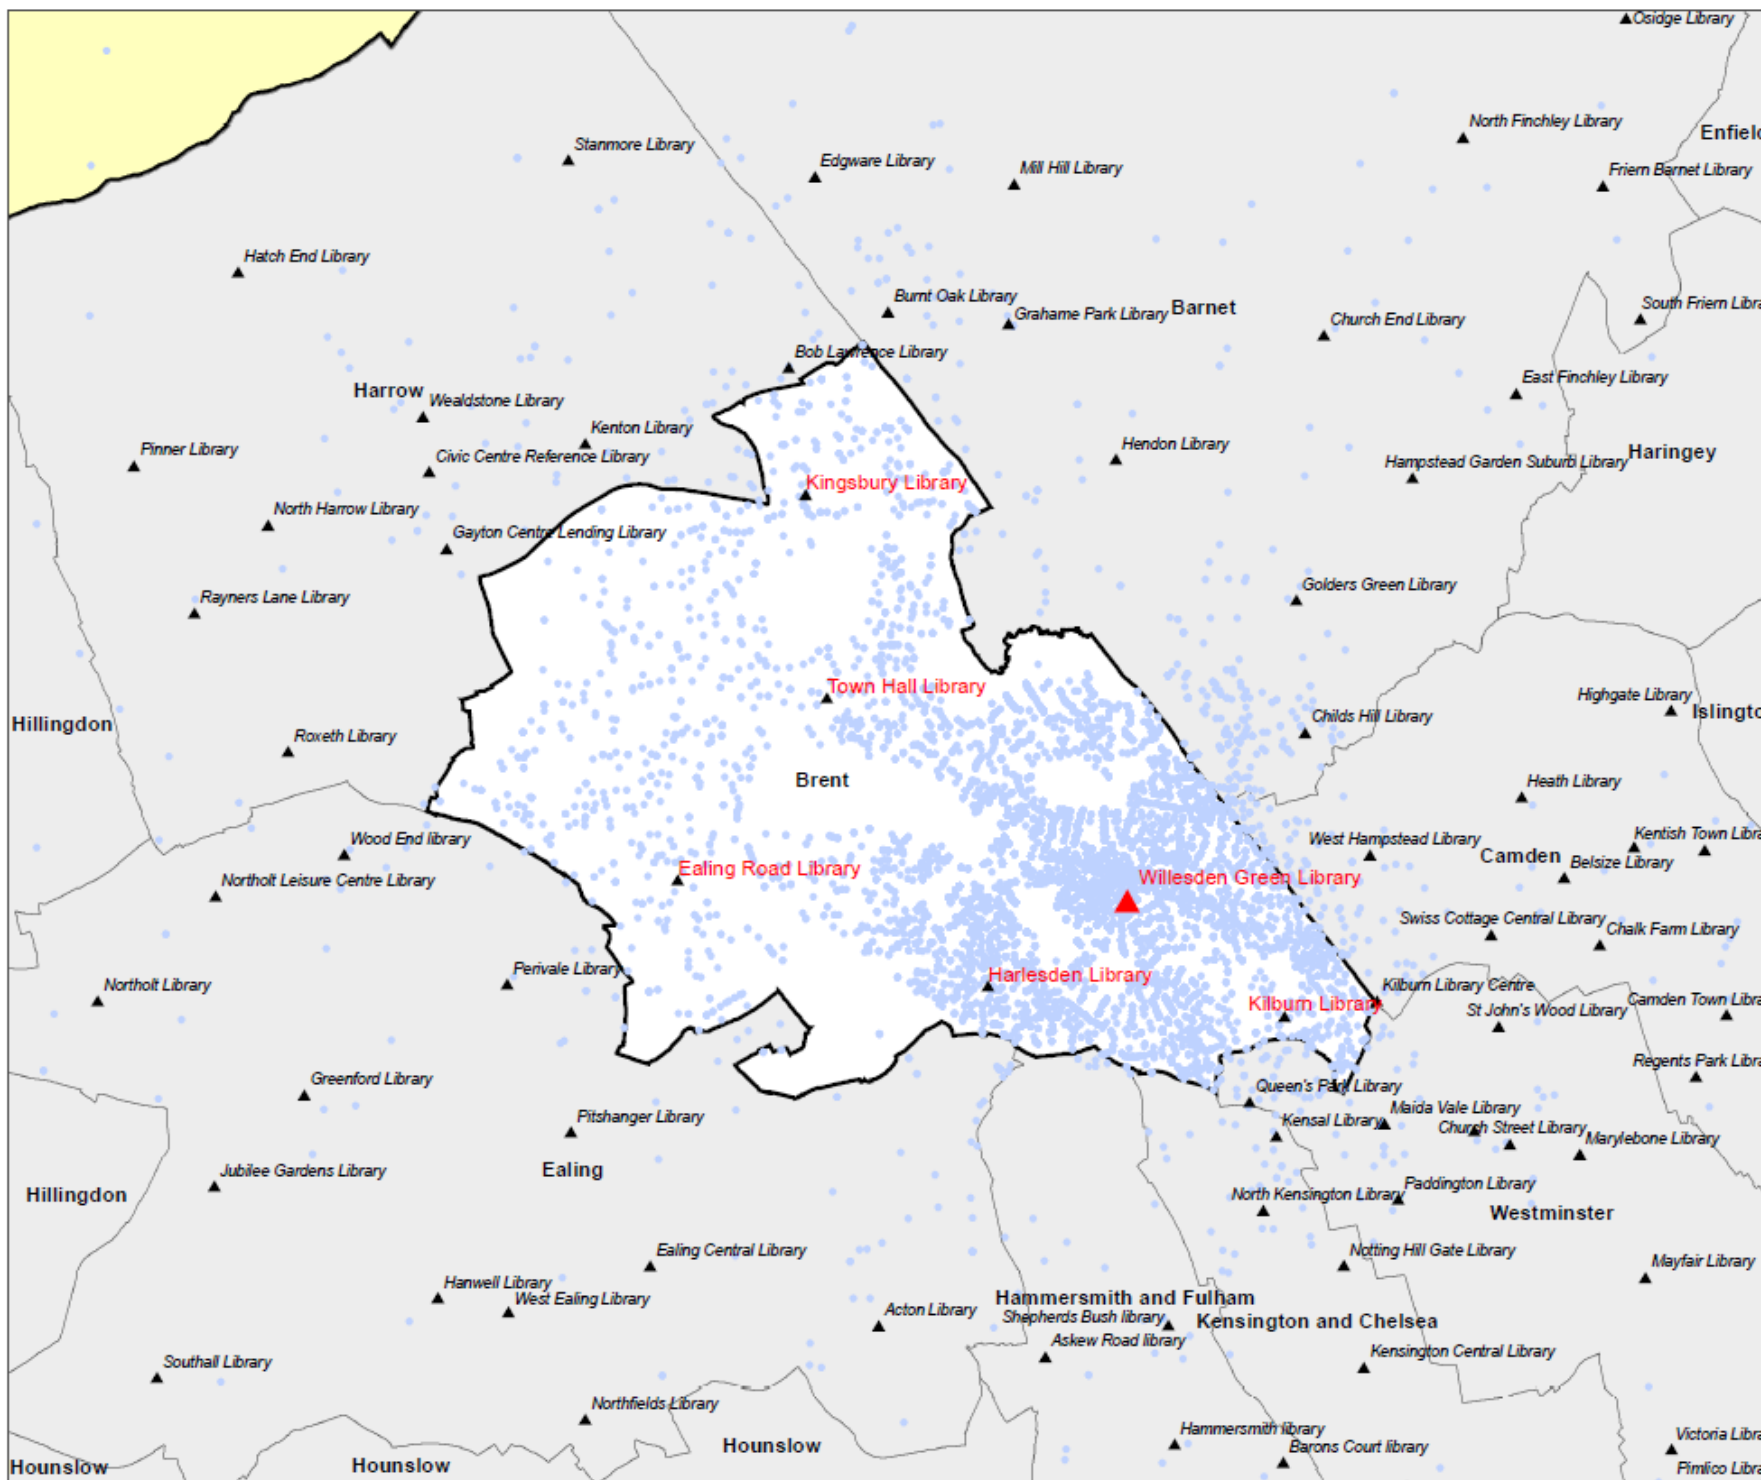 Osidge Library
North Finchley Library
Enfield
Stanmore Library
Edgware Library
Mill Hill Library
Friern Barnet Library
Hatch End Library
Burnt Oak Library
Grahame Park Library
Barnet
South Friern Libra
Church End Library
Bob Lawrence Library
East Finchley Library
Harrow
Wealdstone Library
Kenton Library
Hendon Library
Haringey
Pinner Library
Civic Centre Reference Library
Hampstead Garden Suburb Library
Kingsbury Library
North Harrow Library
Gayton Centre Lending Library
Golders Green Library
Rayners Lane Library
Town Hall Library
Highgate Library
Islingto
Hillingdon
Childs Hill Library
Roxeth Library
Brent
Heath Library
Wood End library
West Hampstead Library
Kentish Town Libra
Camden
Belsize Library
Ealing Road Library
Northolt Leisure Centre Library
Willesden Green Library
Swiss Cottage Central Library
Chalk Farm Library
Perivale Library
Harlesden Library
Northolt Library
Kilburn Library Centre
Kilburn Library
St John's Wood Library
Camden Town Libra
Regents Park Libra
Greenford Library
Queen's Park Library
Pitshanger Library
Maida Vale Library
Kensal Library
Church Street Library
Marylebone Library
Ealing
Jubilee Gardens Library
Hillingdon
North Kensington Library
Paddington Library
Westminster
Ealing Central Library
Notting Hill Gate Library
Mayfair Library
Hanwell Library
West Ealing Library
Hammersmith and Fulham
Acton Library
Shepherds Bush library
Kensington and Chelsea
Askew Road library
Kensington Central Library
Southall Library
Northfields Library
Hammersmith library
Victoria Libra
Hounslow
Barons Court library
Hounslow
Hounslow
Pimlico Libra